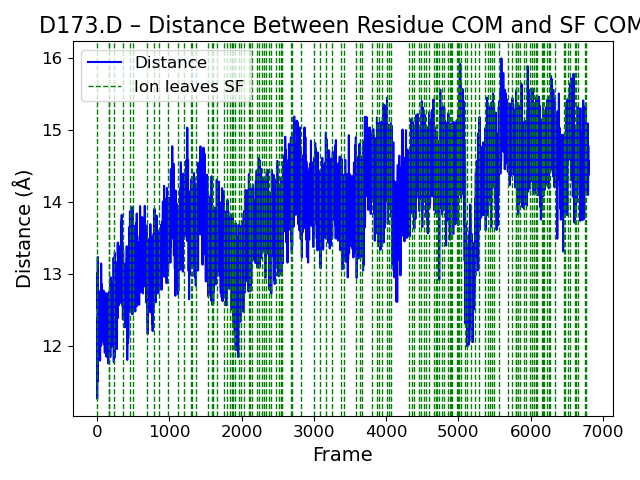 D173.D – Distance Between Residue COM and SF COM
Distance
Ion leaves SF
Distance (Å)
16
15
14
13
12
0 1000 2000 3000 4000 5000 6000 7000
Frame